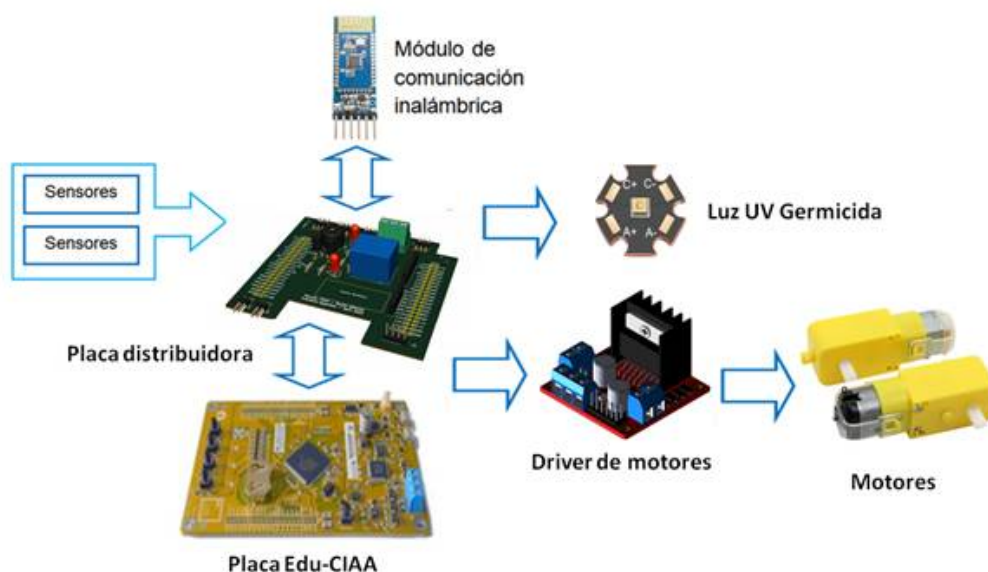 Módulo de
comunicación
inalámbrica
Sensores
Sensores
C+ C-
A+ A-
Luz UV Germicida
Placa distribuidora
Driver de motores
Motores
Placa Edu-CIAA